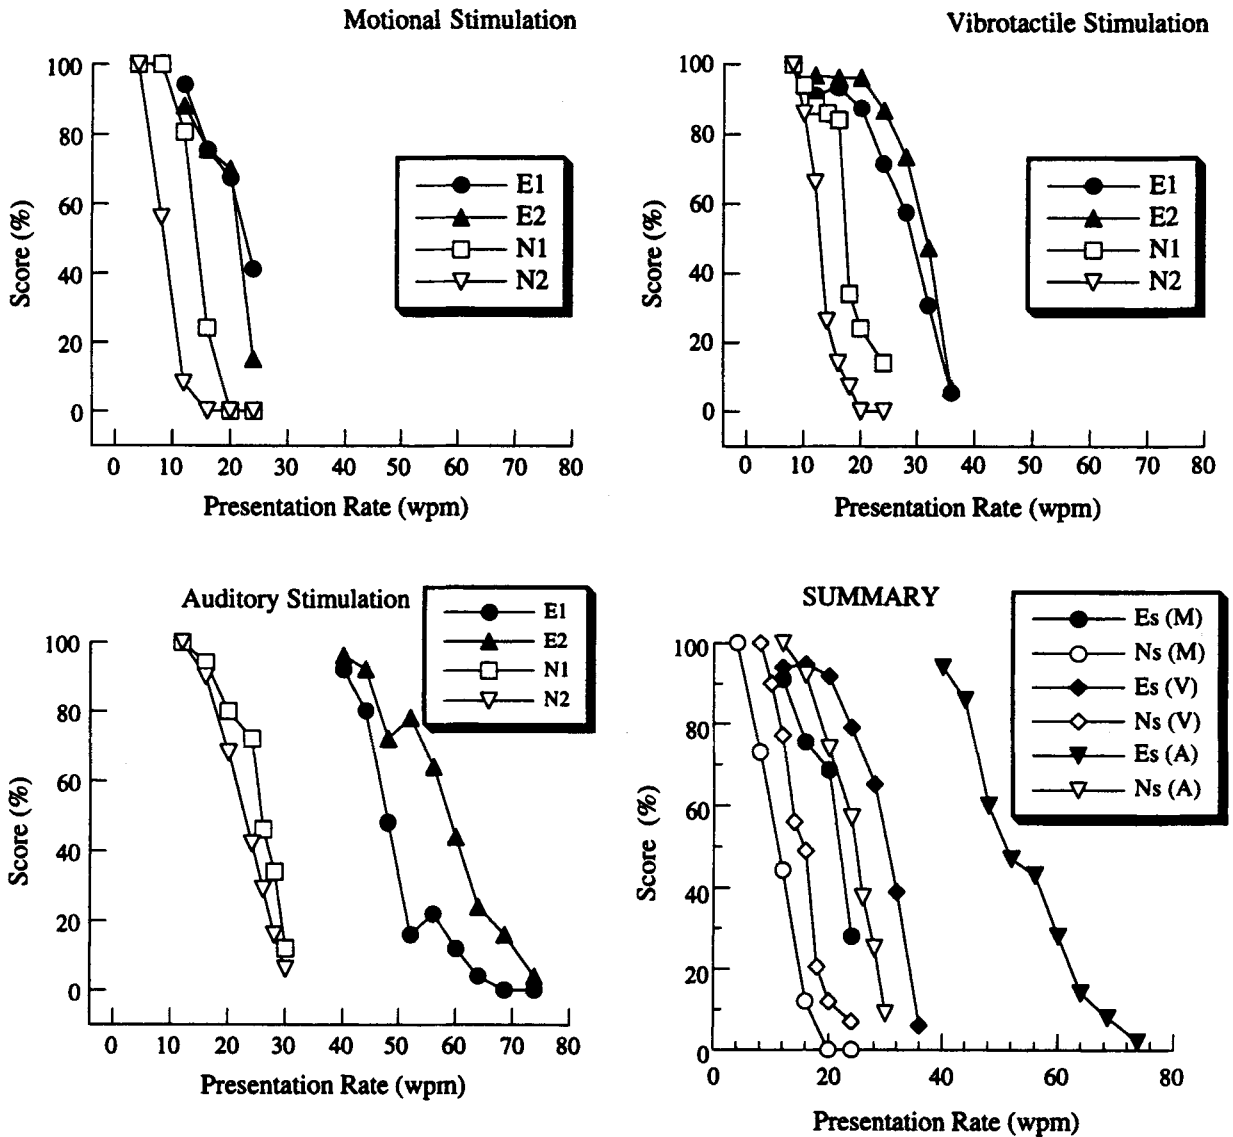 Motional Stimulation
Score (%)
100
80
60
40
20
0
0 10 20 30 40 50 60 70 80
Presentation Rate (wpm)
E1
E2
N1
N2
Vibrotactile Stimulation
Score (%)
100
80
60
40
20
0
0 10 20 30 40 50 60 70 80
Presentation Rate (wpm)
E1
E2
N1
N2
Auditory Stimulation
Score (%)
100
80
60
40
20
0
0 10 20 30 40 50 60 70 80
Presentation Rate (wpm)
E1
E2
N1
N2
SUMMARY
Score (%)
100
80
60
40
20
0
0 20 40 60 80
Presentation Rate (wpm)
Es (M)
Ns (M)
Es (V)
Ns (V)
Es (A)
Ns (A)